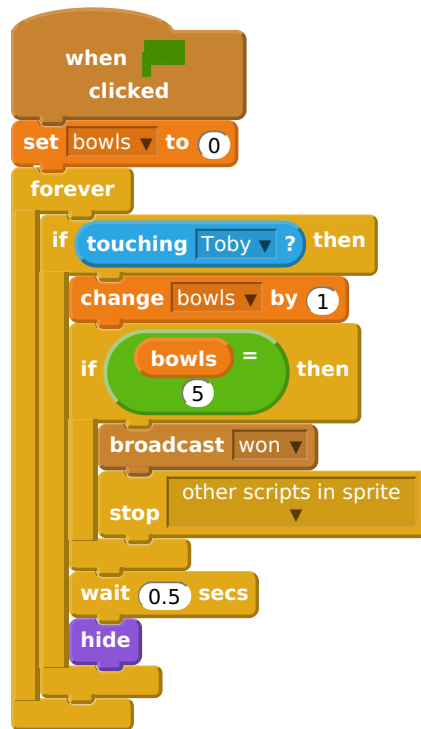 when
clicked
set bowls ▼ to 0
forever
if touching Toby ▼ ? then
change bowls ▼ by 1
if bowls = 5 then
broadcast won ▼
stop other scripts in sprite ▼
wait 0.5 secs
hide